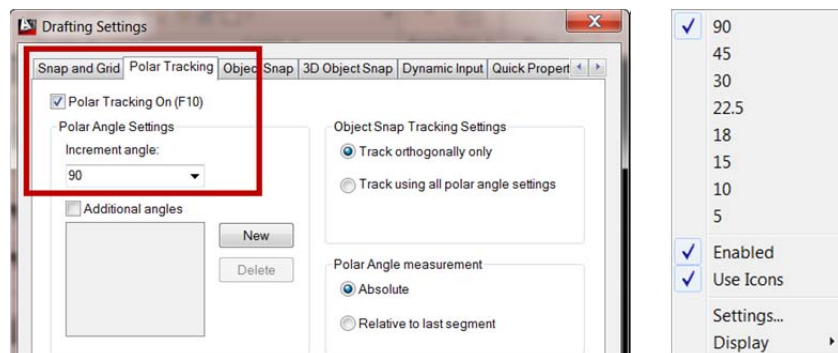 Drafting Settings
Snap and Grid Polar Tracking Object Snap 3D Object Snap Dynamic Input Quick Propert
Polar Tracking On (F10)
Polar Angle Settings
Increment angle:
90
Additional angles
New
Delete
Object Snap Tracking Settings
Track orthogonally only
Track using all polar angle settings
Polar Angle measurement
Absolute
Relative to last segment
90
45
30
22.5
18
15
10
5
Enabled
Use Icons
Settings...
Display